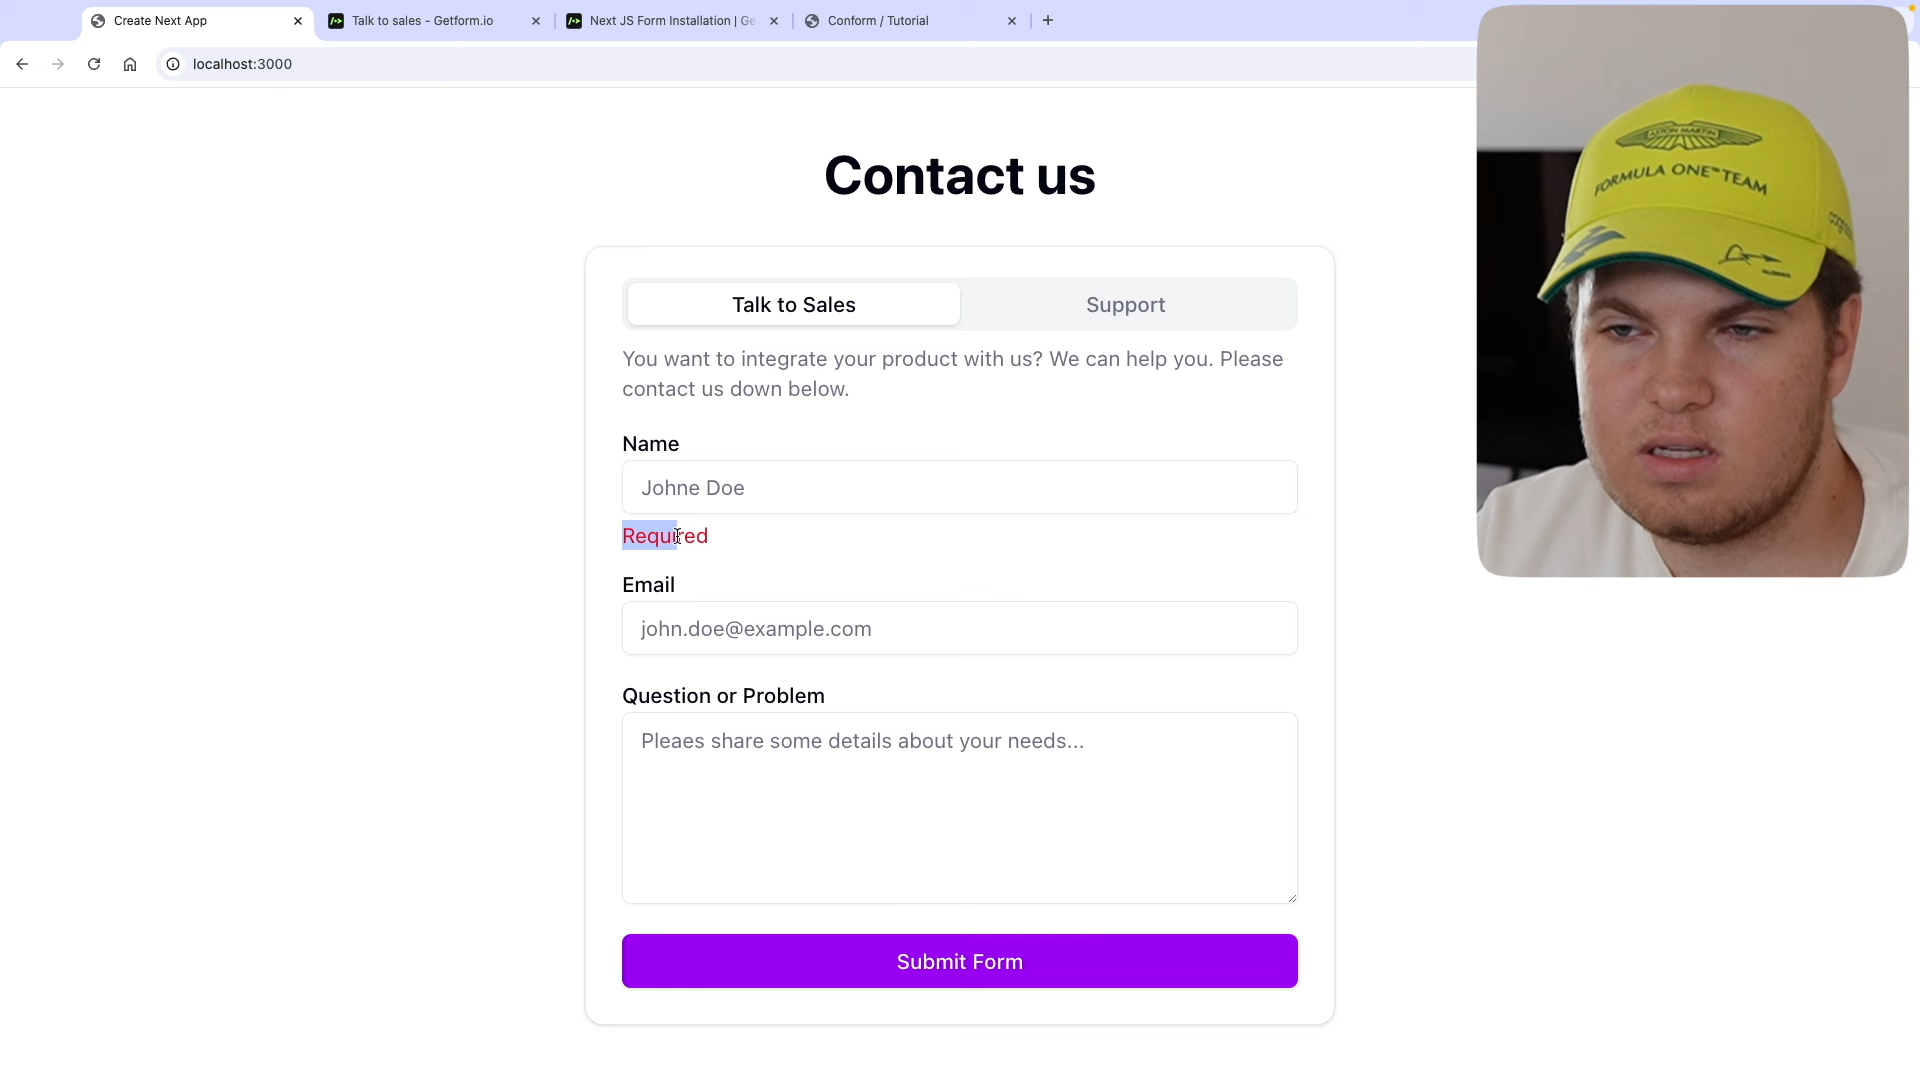 Create Next App
Talk to sales - Getform.io
Next JS Form Installation | Ge
Conform / Tutorial
localhost:3000
Contact us
Talk to Sales
Support
You want to integrate your product with us? We can help you. Please
contact us down below.
Name
Johne Doe
Required
Email
john.doe@example.com
Question or Problem
Pleaes share some details about your needs...
Submit Form
ASTON MARTIN
FORMULA ONE™ TEAM